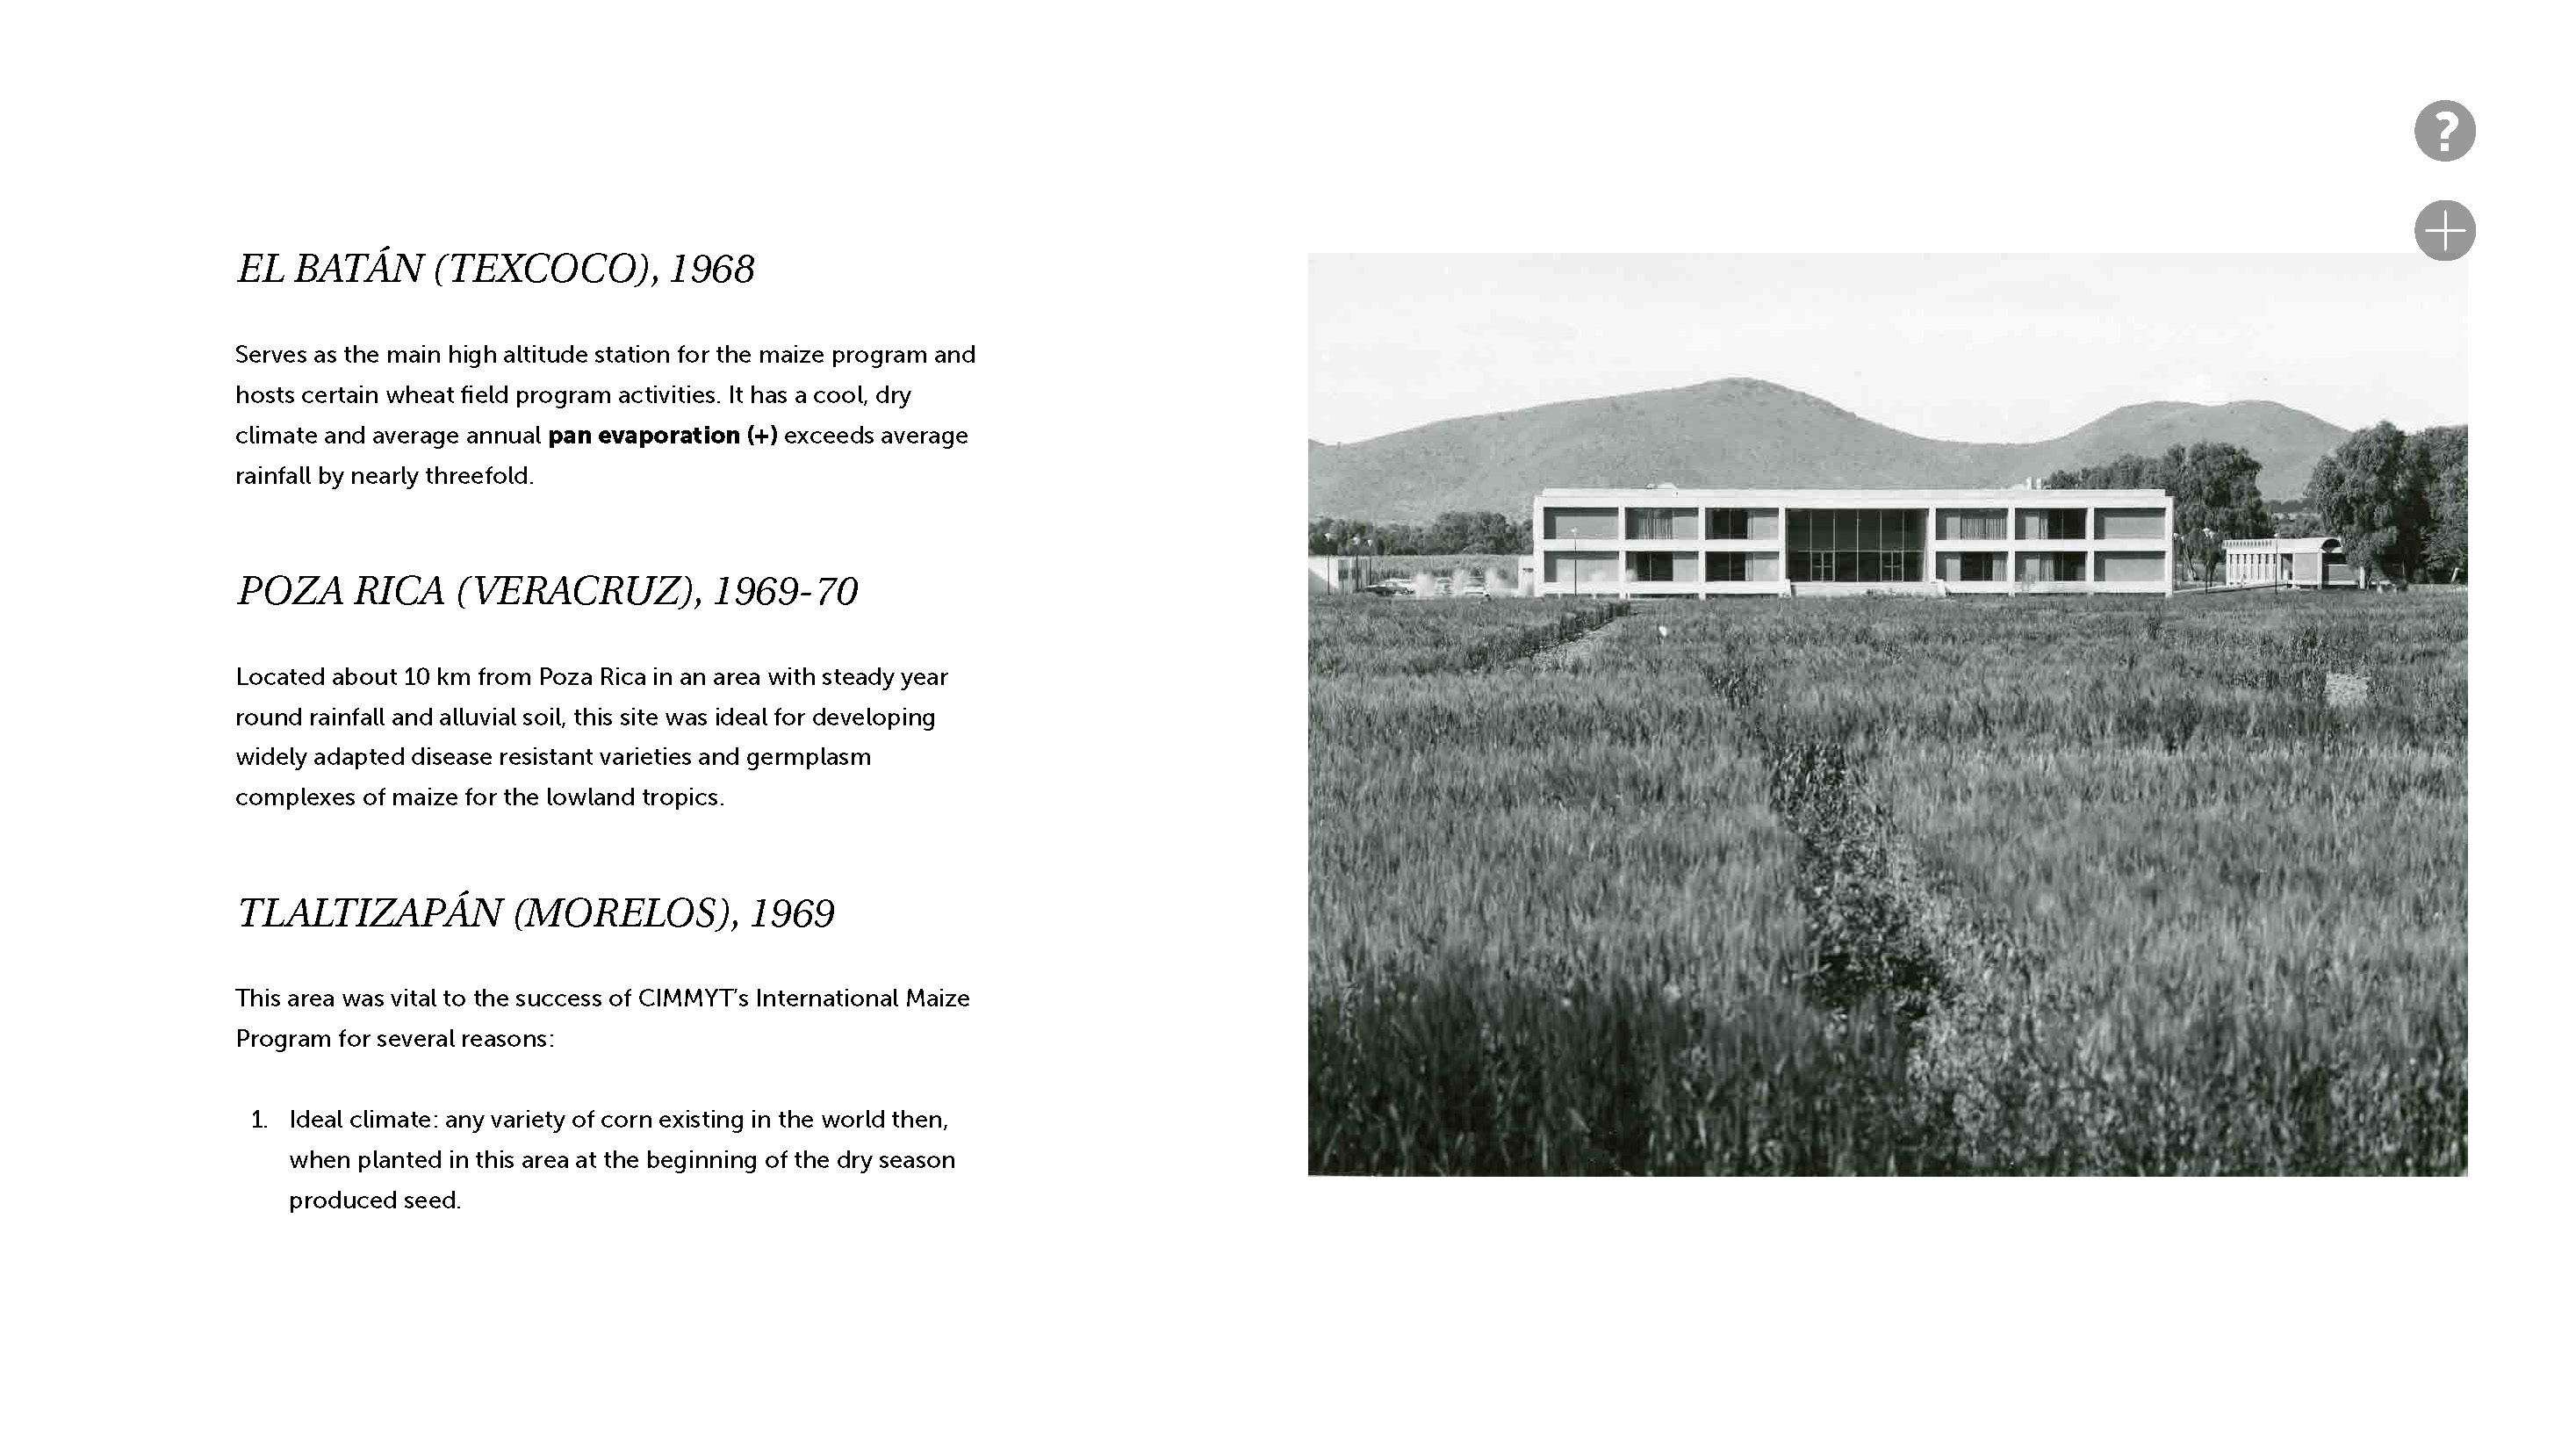 ?
+
EL BATÁN (TEXCOCO), 1968
Serves as the main high altitude station for the maize program and
hosts certain wheat field program activities. It has a cool, dry
climate and average annual pan evaporation (+) exceeds average
rainfall by nearly threefold.
POZA RICA (VERACRUZ), 1969-70
Located about 10 km from Poza Rica in an area with steady year
round rainfall and alluvial soil, this site was ideal for developing
widely adapted disease resistant varieties and germplasm
complexes of maize for the lowland tropics.
TLALTIZAPÁN (MORELOS), 1969
This area was vital to the success of CIMMYT's International Maize
Program for several reasons:
1. Ideal climate: any variety of corn existing in the world then,
when planted in this area at the beginning of the dry season
produced seed.